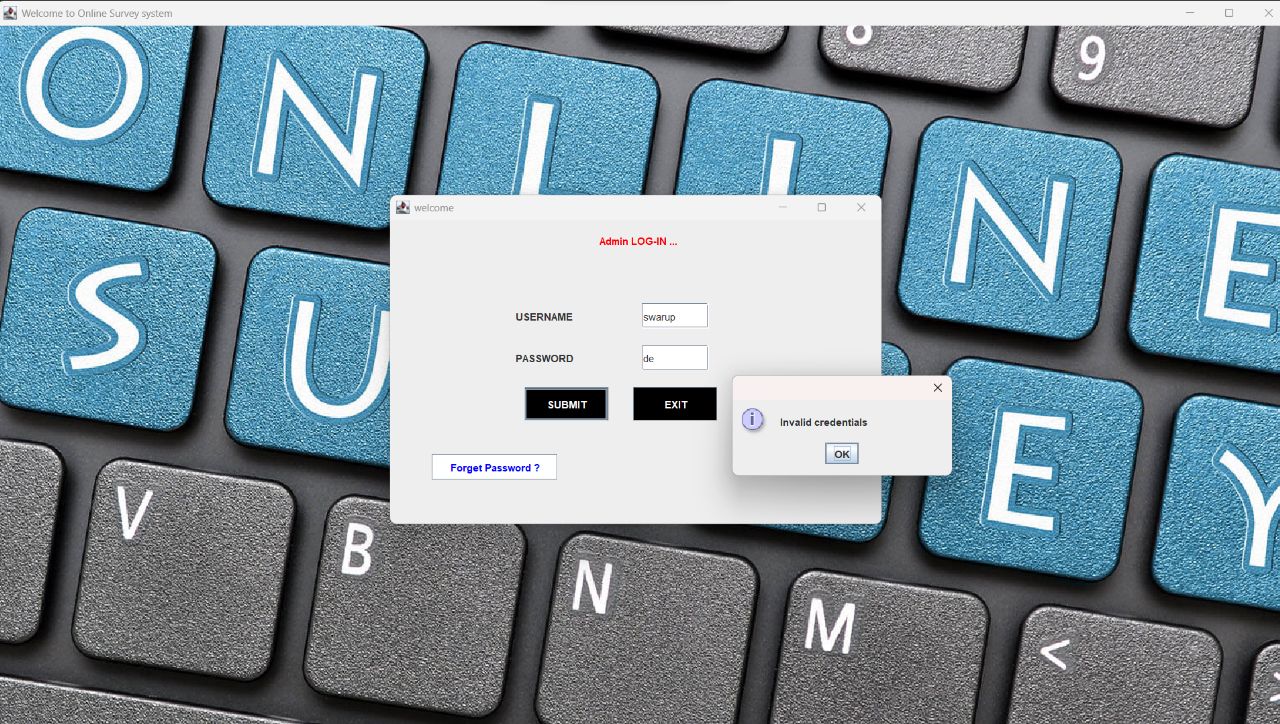 Welcome to Online Survey system
8
9
O N L I N E
welcome
Admin LOG-IN ...
USERNAME swarup
PASSWORD de
SUBMIT EXIT
Invalid credentials
OK
Forget Password ?
S U E Y
V B N M <